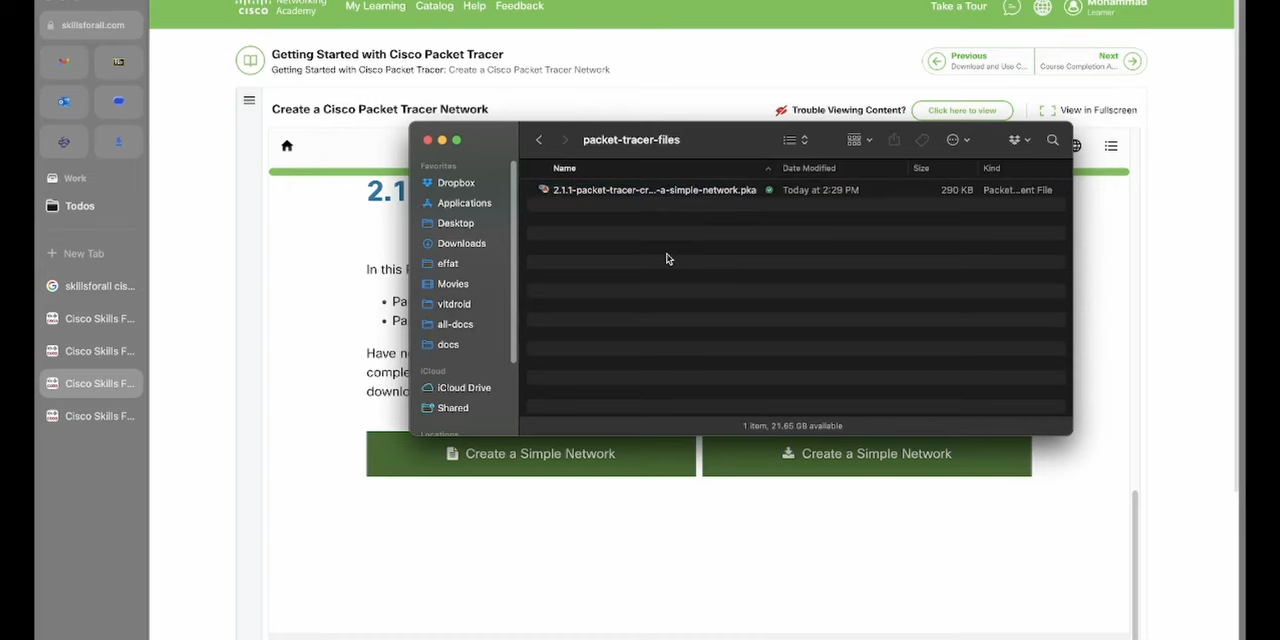 skillsforall.com
Work
Todos
New Tab
skillsforall cis...
Cisco Skills F...
Cisco Skills F...
Cisco Skills F...
Cisco Skills F...
CISCO
Networking
Academy
My Learning
Catalog
Help
Feedback
Take a Tour
Mohammad
Learner
Getting Started with Cisco Packet Tracer
Getting Started with Cisco Packet Tracer: Create a Cisco Packet Tracer Network
Previous
Download and Use C...
Next
Course Completion A...
Create a Cisco Packet Tracer Network
Trouble Viewing Content?
Click here to view
View in Fullscreen
2.1
In this
Pa
Pa
Have n
comple
downlo
Favorites
Dropbox
Applications
Desktop
Downloads
effat
Movies
vitdroid
all-docs
docs
iCloud
iCloud Drive
Shared
Locations
packet-tracer-files
Name
Date Modified
Size
Kind
2.1.1-packet-tracer-cr...-a-simple-network.pka
Today at 2:29 PM
290 KB
Packet...ent File
1 item, 21.65 GB available
Create a Simple Network
Create a Simple Network